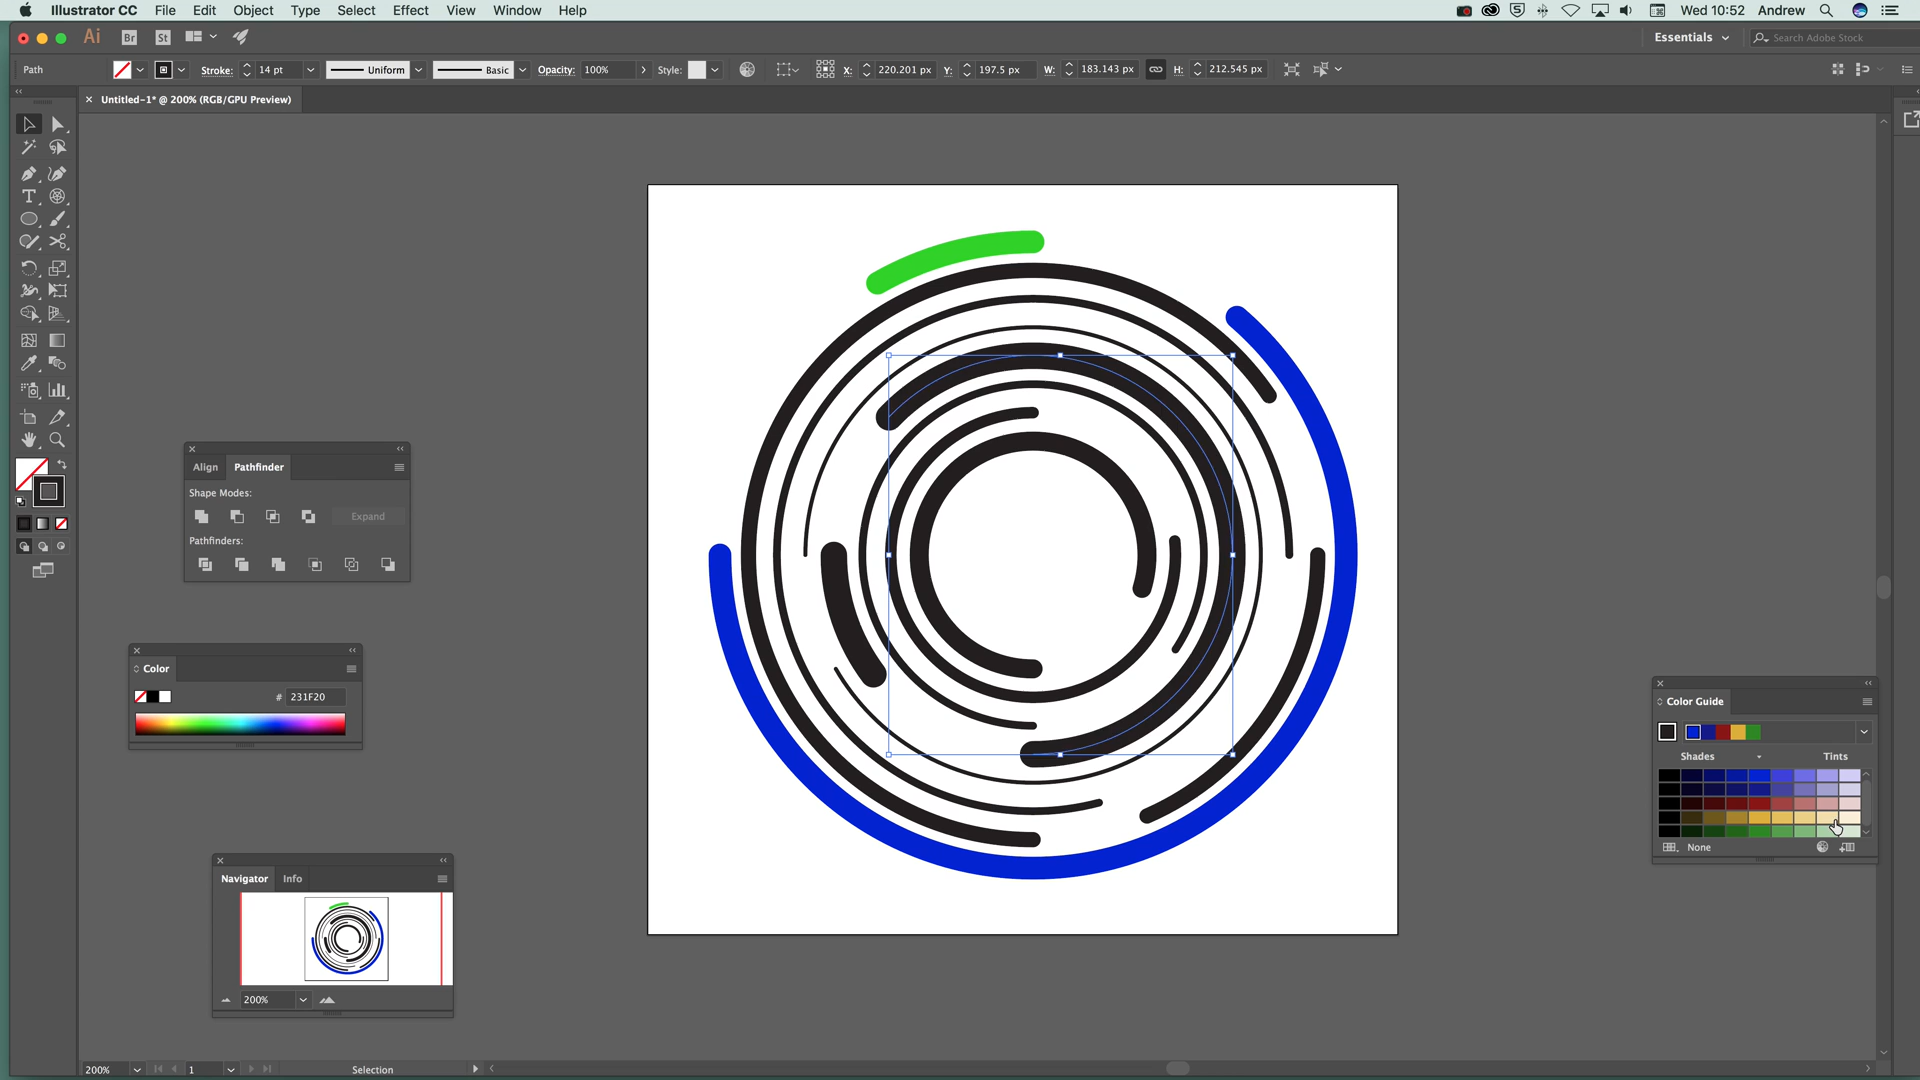 Illustrator CC File Edit Object Type Select Effect View Window Help Wed 10:52 Andrew
Ai Br St Essentials Search Adobe Stock
Path Stroke: 14 pt Uniform Basic Opacity: 100% Style: X: 220.201 px Y: 197.5 px W: 183.143 px H: 212.545 px
Untitled-1* @ 200% (RGB/GPU Preview)
Align Pathfinder
Shape Modes:
Expand
Pathfinders:
Color
# 231F20
Color Guide
Shades Tints
None
Navigator Info
200%
200% 1 Selection